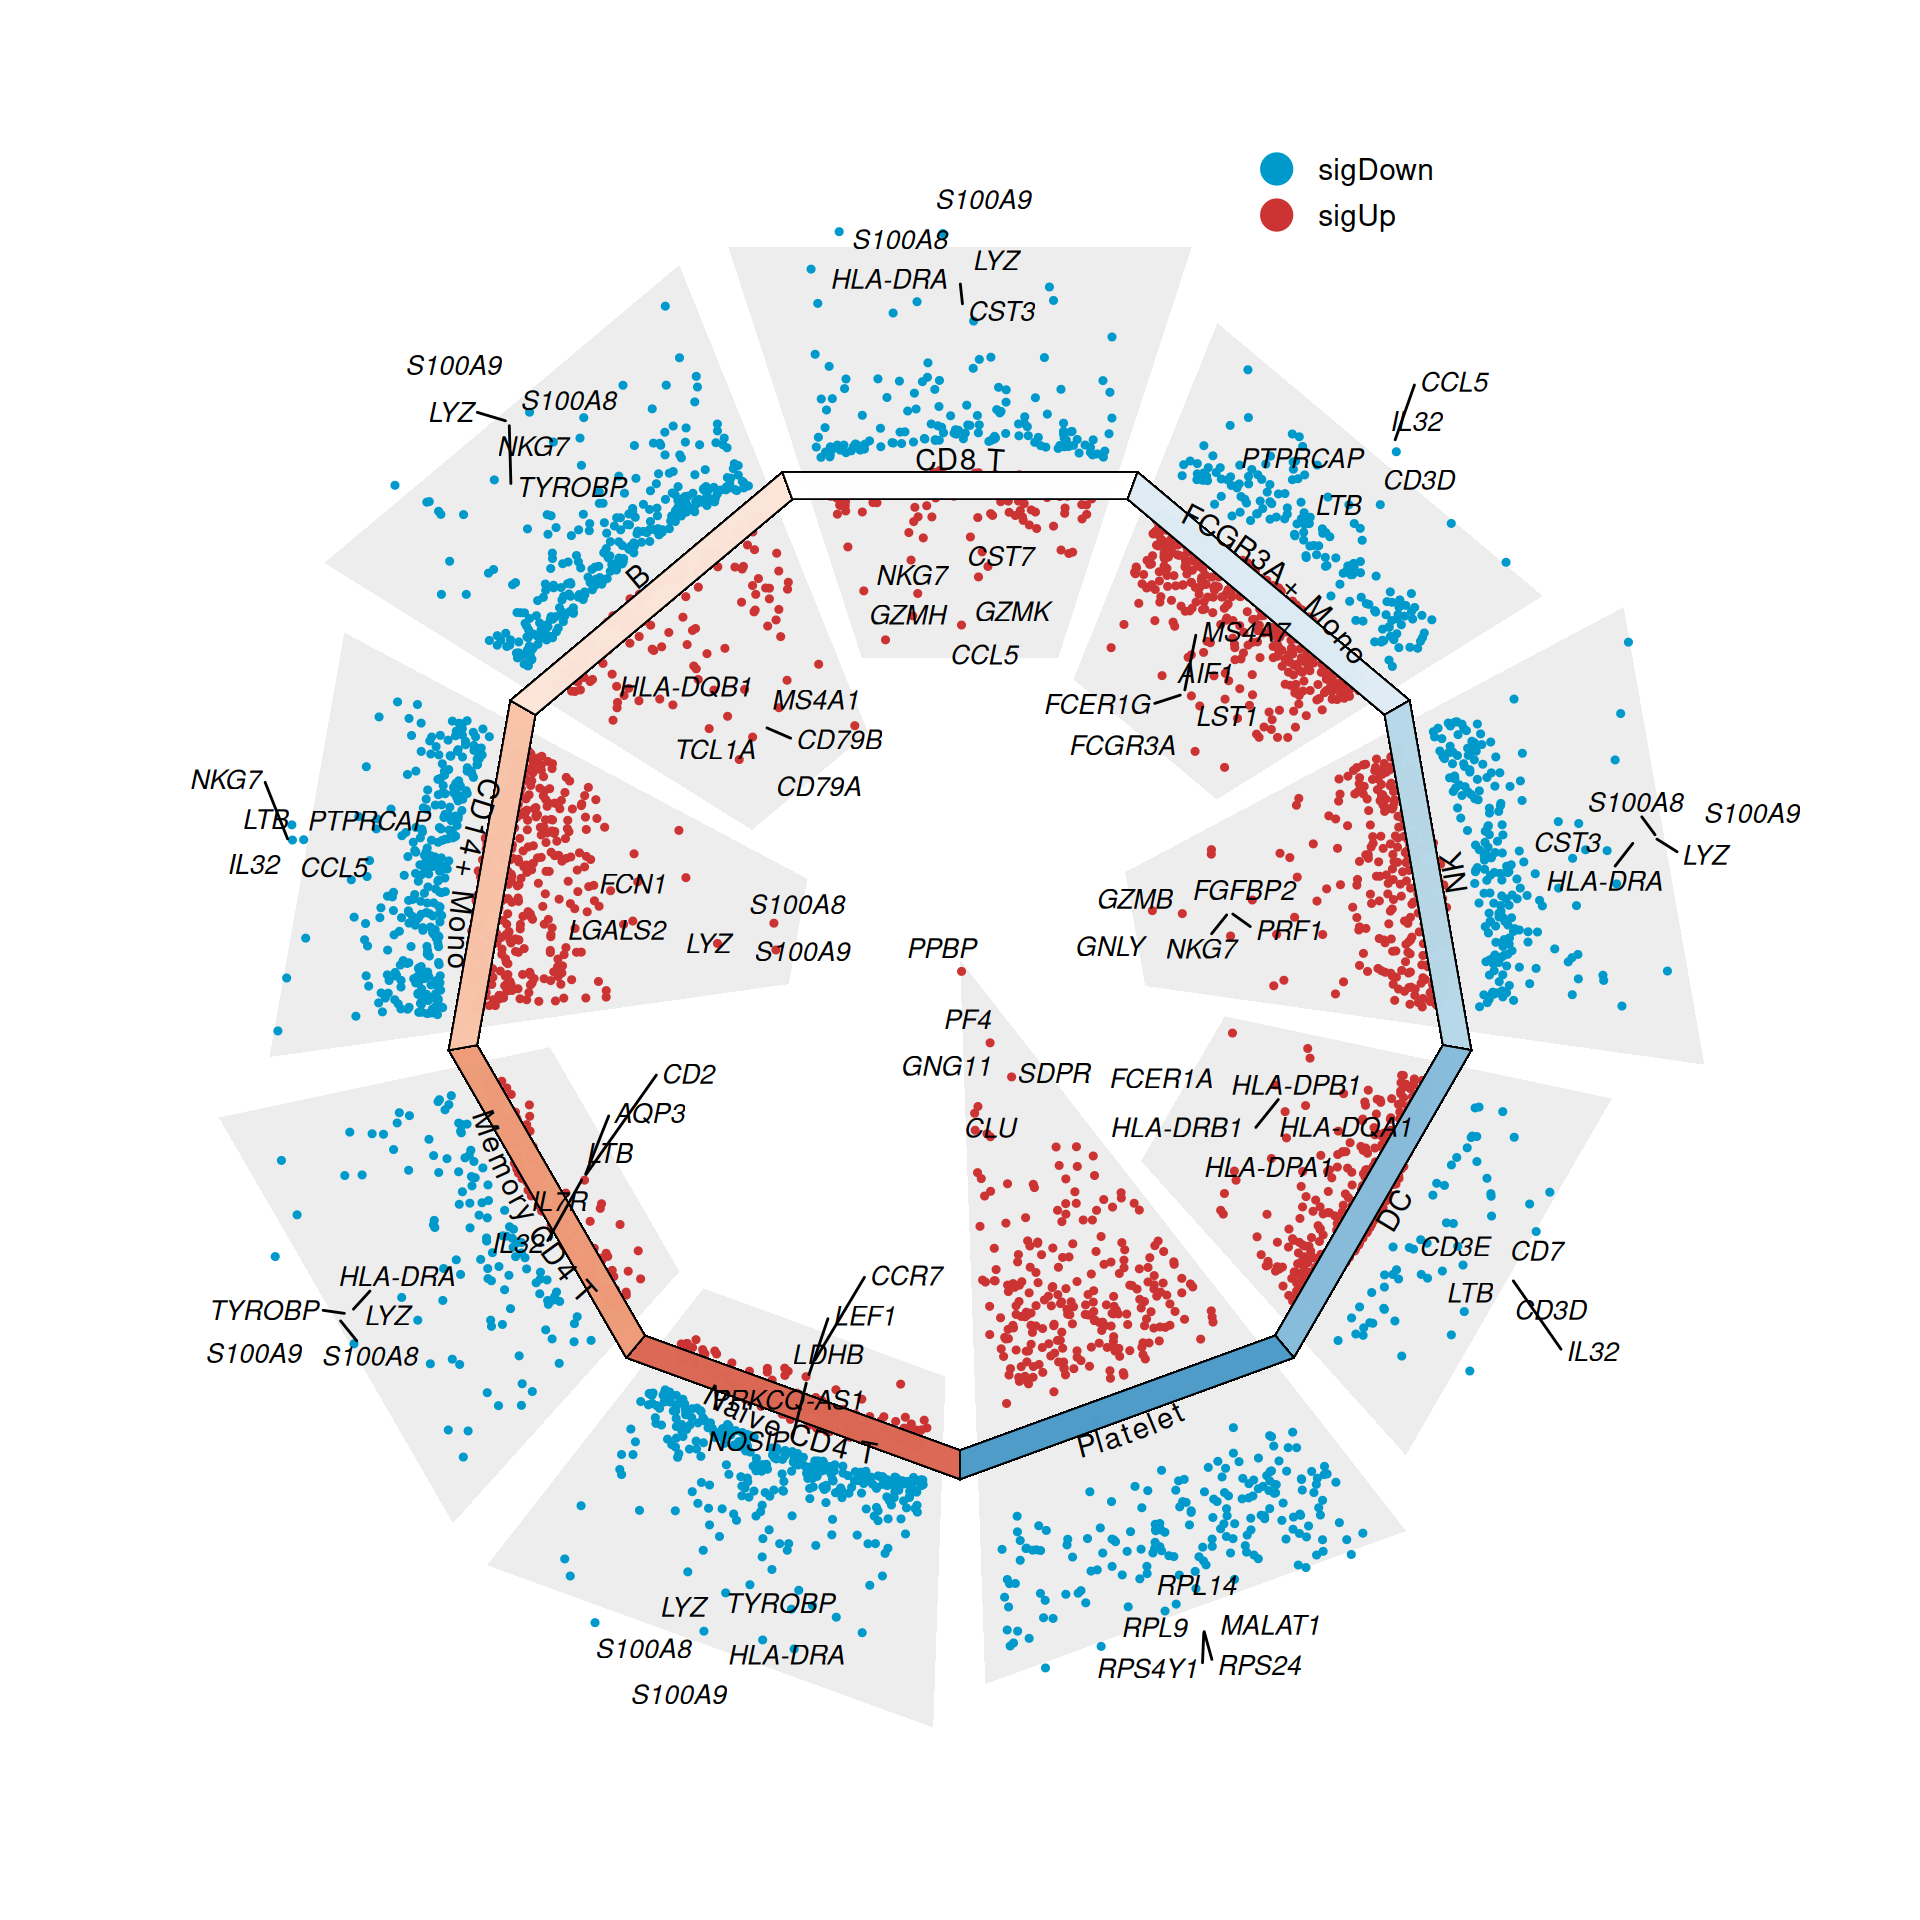 sigDown
sigUp
S100A9
S100A8
LYZ
HLA-DRA
CST3
CD8 T
CST7
NKG7
GZMH
GZMK
CCL5
CCL5
IL32
PTPRCAP
CD3D
LTB
FCGR3A+ Mono
MS4A7
AIF1
FCER1G
LST1
FCGR3A
S100A8
S100A9
CST3
LYZ
HLA-DRA
NK
GZMB
FGFBP2
PRF1
GNLY
NKG7
FCER1A
HLA-DPB1
HLA-DRB1
HLA-DQA1
HLA-DPA1
DC
CD3E
CD7
LTB
CD3D
IL32
PPBP
PF4
GNG11
SDPR
CLU
Platelet
RPL14
RPL9
MALAT1
RPS4Y1
RPS24
CCR7
LEF1
LDHB
PRKCQ-AS1
NOSIP
Naive CD4 T
LYZ
TYROBP
S100A8
HLA-DRA
S100A9
CD2
AQP3
LTB
IL7R
IL32
Memory CD4 T
HLA-DRA
TYROBP
LYZ
S100A9
S100A8
NKG7
LTB
PTPRCAP
IL32
CCL5
CD14+ Mono
FCN1
S100A8
LGALS2
LYZ
S100A9
S100A9
LYZ
S100A8
NKG7
TYROBP
B
HLA-DQB1
MS4A1
TCL1A
CD79B
CD79A